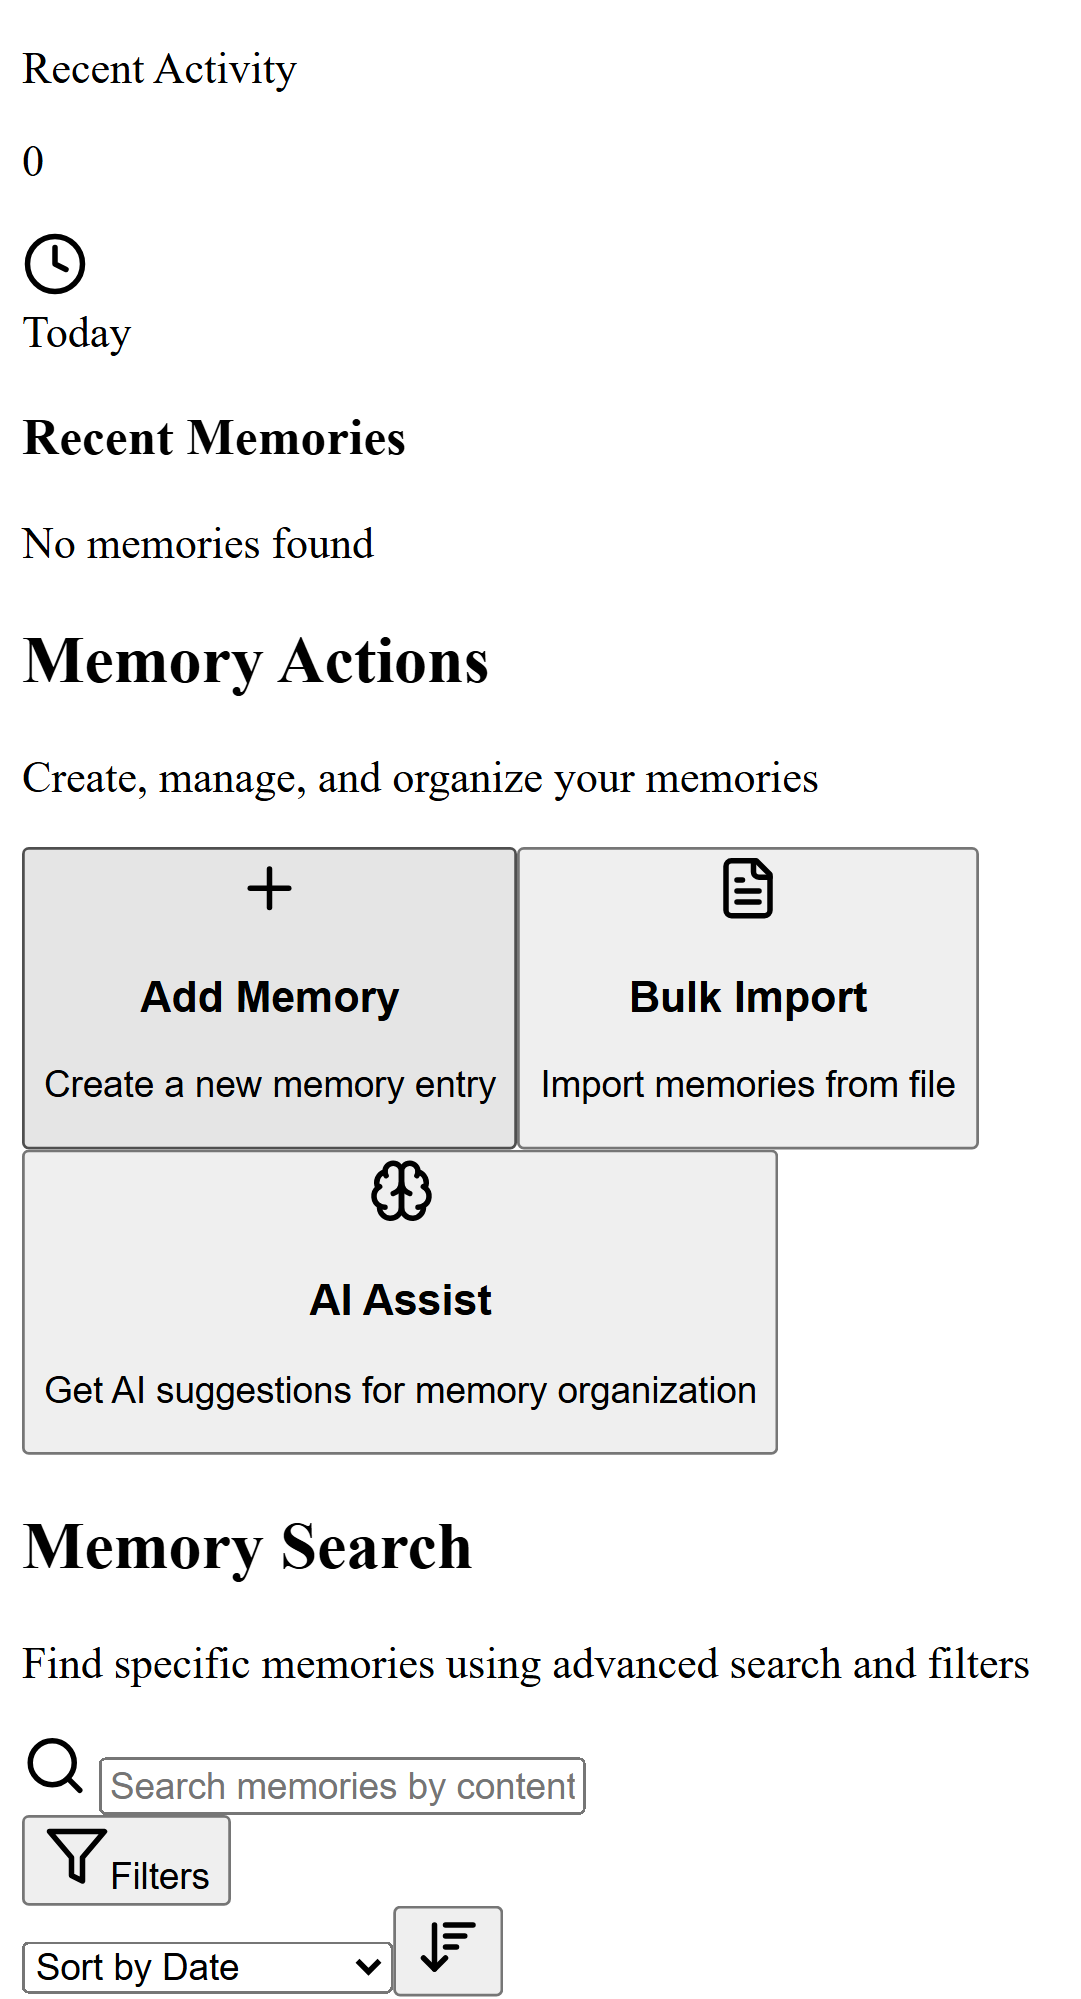 Recent Activity
0
Today
Recent Memories
No memories found
Memory Actions
Create, manage, and organize your memories
Add Memory
Create a new memory entry
Bulk Import
Import memories from file
AI Assist
Get AI suggestions for memory organization
Memory Search
Find specific memories using advanced search and filters
Search memories by content
Filters
Sort by Date